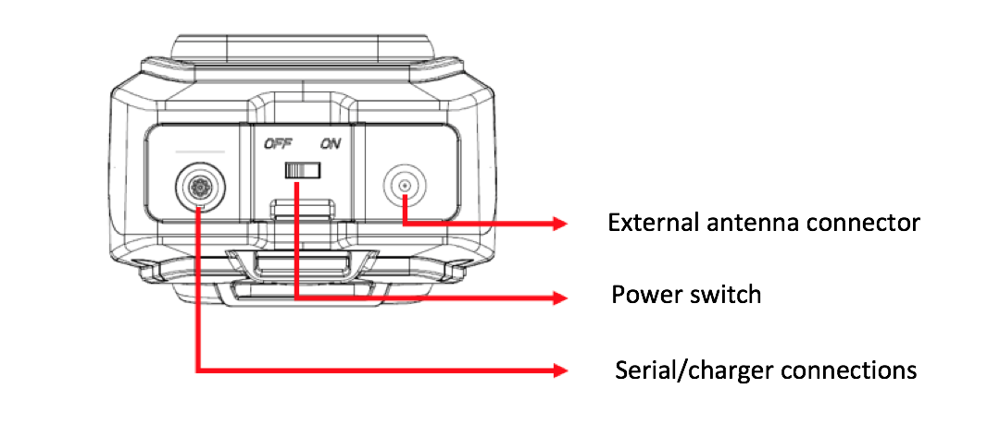 OFF ON
External antenna connector
Power switch
Serial/charger connections